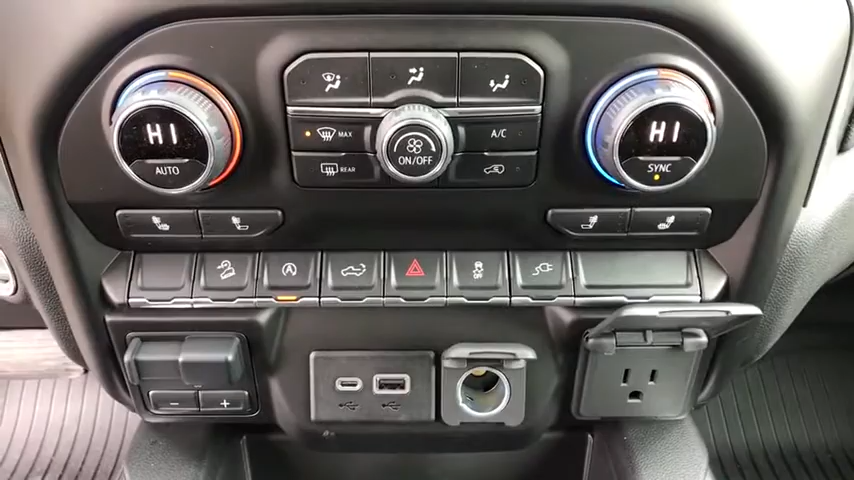 HI
AUTO
MAX
REAR
ON/OFF
A/C
HI
SYNC
A
OFF
- +